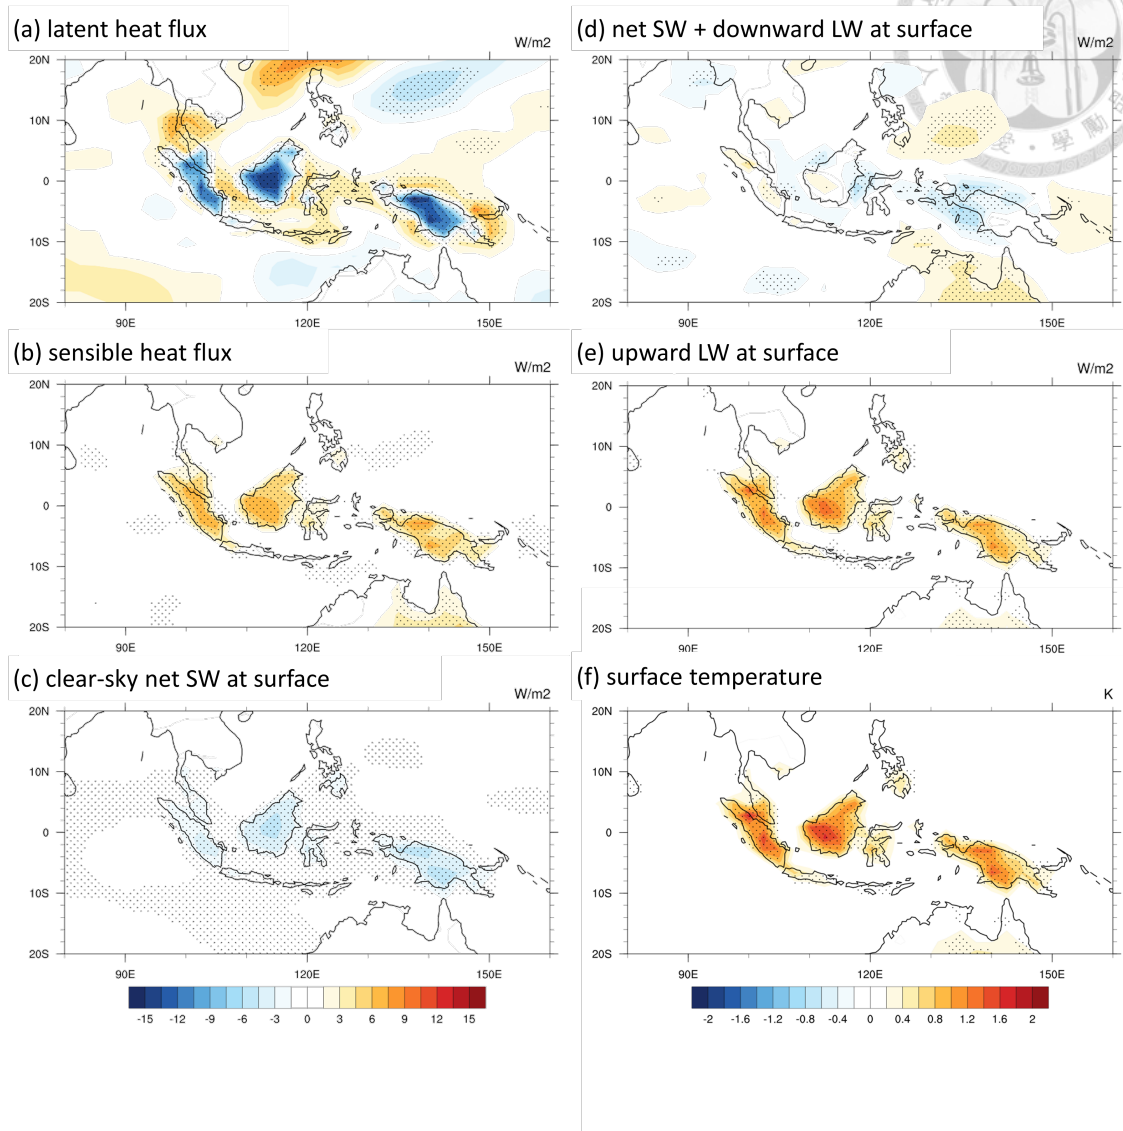 (a) latent heat flux
W/m2
20N
10N
0
10S
20S
90E 120E 150E
(d) net SW + downward LW at surface
W/m2
20N
10N
0
10S
20S
90E 120E 150E
(b) sensible heat flux
W/m2
20N
10N
0
10S
20S
90E 120E 150E
(e) upward LW at surface
W/m2
20N
10N
0
10S
20S
90E 120E 150E
(c) clear-sky net SW at surface
W/m2
20N
10N
0
10S
20S
90E 120E 150E
-15 -12 -9 -6 -3 0 3 6 9 12 15
(f) surface temperature
K
20N
10N
0
10S
20S
90E 120E 150E
-2 -1.6 -1.2 -0.8 -0.4 0 0.4 0.8 1.2 1.6 2
愛 · 學 勵